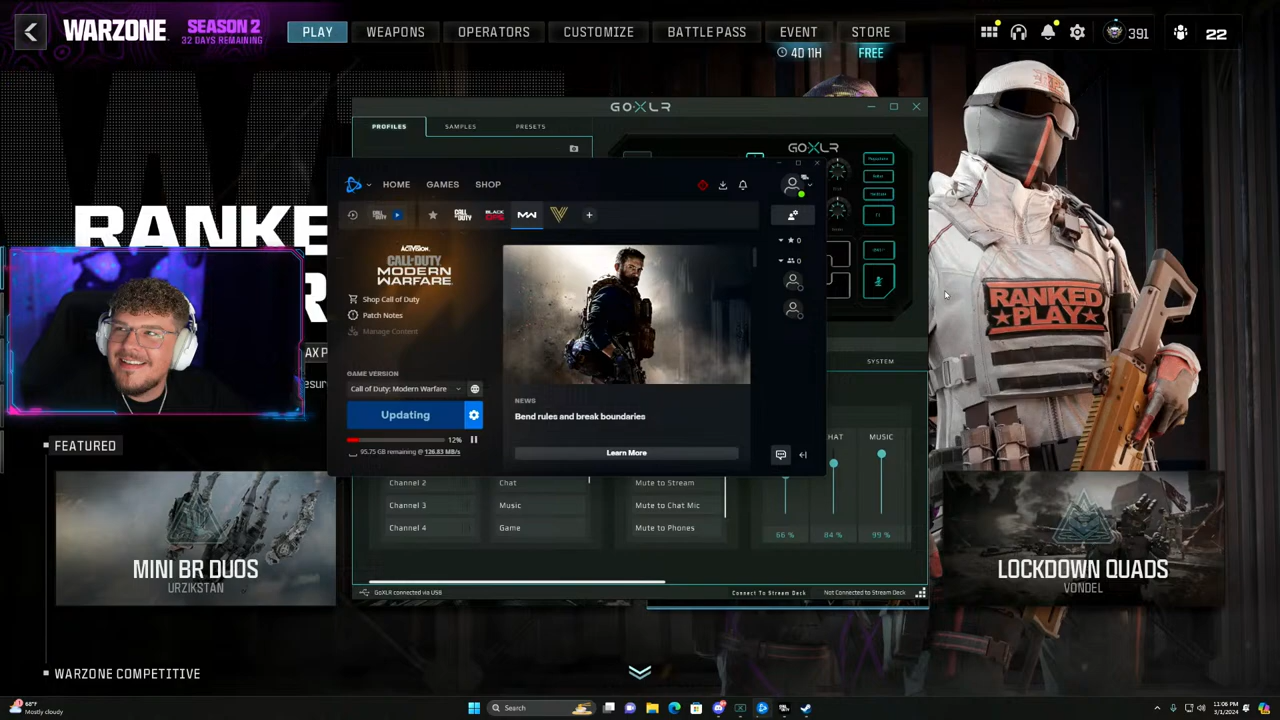 WARZONE
SEASON 2
32 DAYS REMAINING
PLAY
WEAPONS
OPERATORS
CUSTOMIZE
BATTLE PASS
EVENT
STORE
4D 11H
FREE
391
22
GOXLR
PROFILES
SAMPLES
PRESETS
GOXLR
HOME
GAMES
SHOP
ACTIVISION
CALL OF DUTY
MODERN
WARFARE
Shop Call of Duty
Patch Notes
Manage Content
GAME VERSION
Call of Duty: Modern Warfare
Updating
12%
95.75 GB remaining @ 126.83 MB/s
NEWS
Bend rules and break boundaries
Learn More
0
0
SYSTEM
HAT
MUSIC
Channel 2
Chat
Mute to Stream
Channel 3
Music
Mute to Chat Mic
Channel 4
Game
Mute to Phones
66 %
84 %
99 %
GoXLR connected via USB
Connect To Stream Deck
Not Connected to Stream Deck
RANKE
RANKED
PLAY
FEATURED
MINI BR DUOS
URZIKSTAN
LOCKDOWN QUADS
VONDEL
WARZONE COMPETITIVE
68°F
Mostly cloudy
Search
11:06 PM
3/1/2024